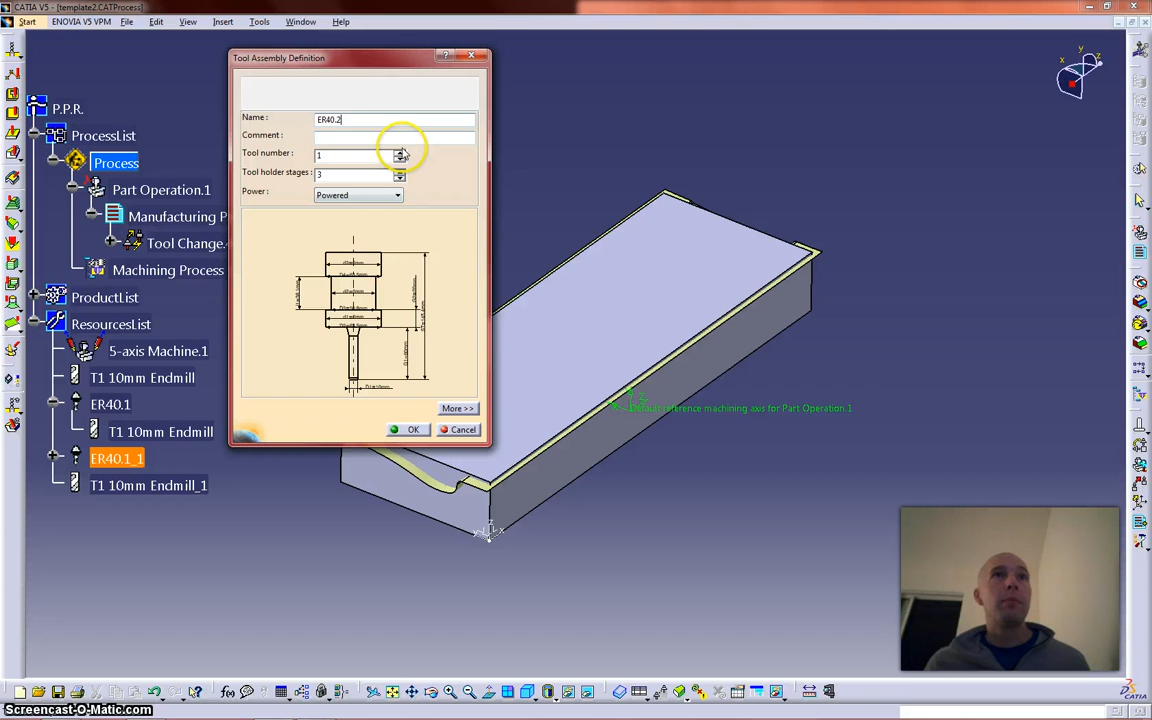 CATIA V5 - [template2.CATProcess]
Start ENOVIA V5 VPM File Edit View Insert Tools Window Help
Tool Assembly Definition
Name : ER40.2
Comment :
Tool number : 1
Tool holder stages : 3
Power : Powered
More >>
OK Cancel
P.P.R.
ProcessList
Process
Part Operation.1
Manufacturing P
Tool Change.
Machining Process
ProductList
ResourcesList
5-axis Machine.1
T1 10mm Endmill
ER40.1
T1 10mm Endmill
ER40.1_1
T1 10mm Endmill_1
y
x z
Default reference machining axis for Part Operation.1
z
x
CATIA
Screencast-O-Matic.com